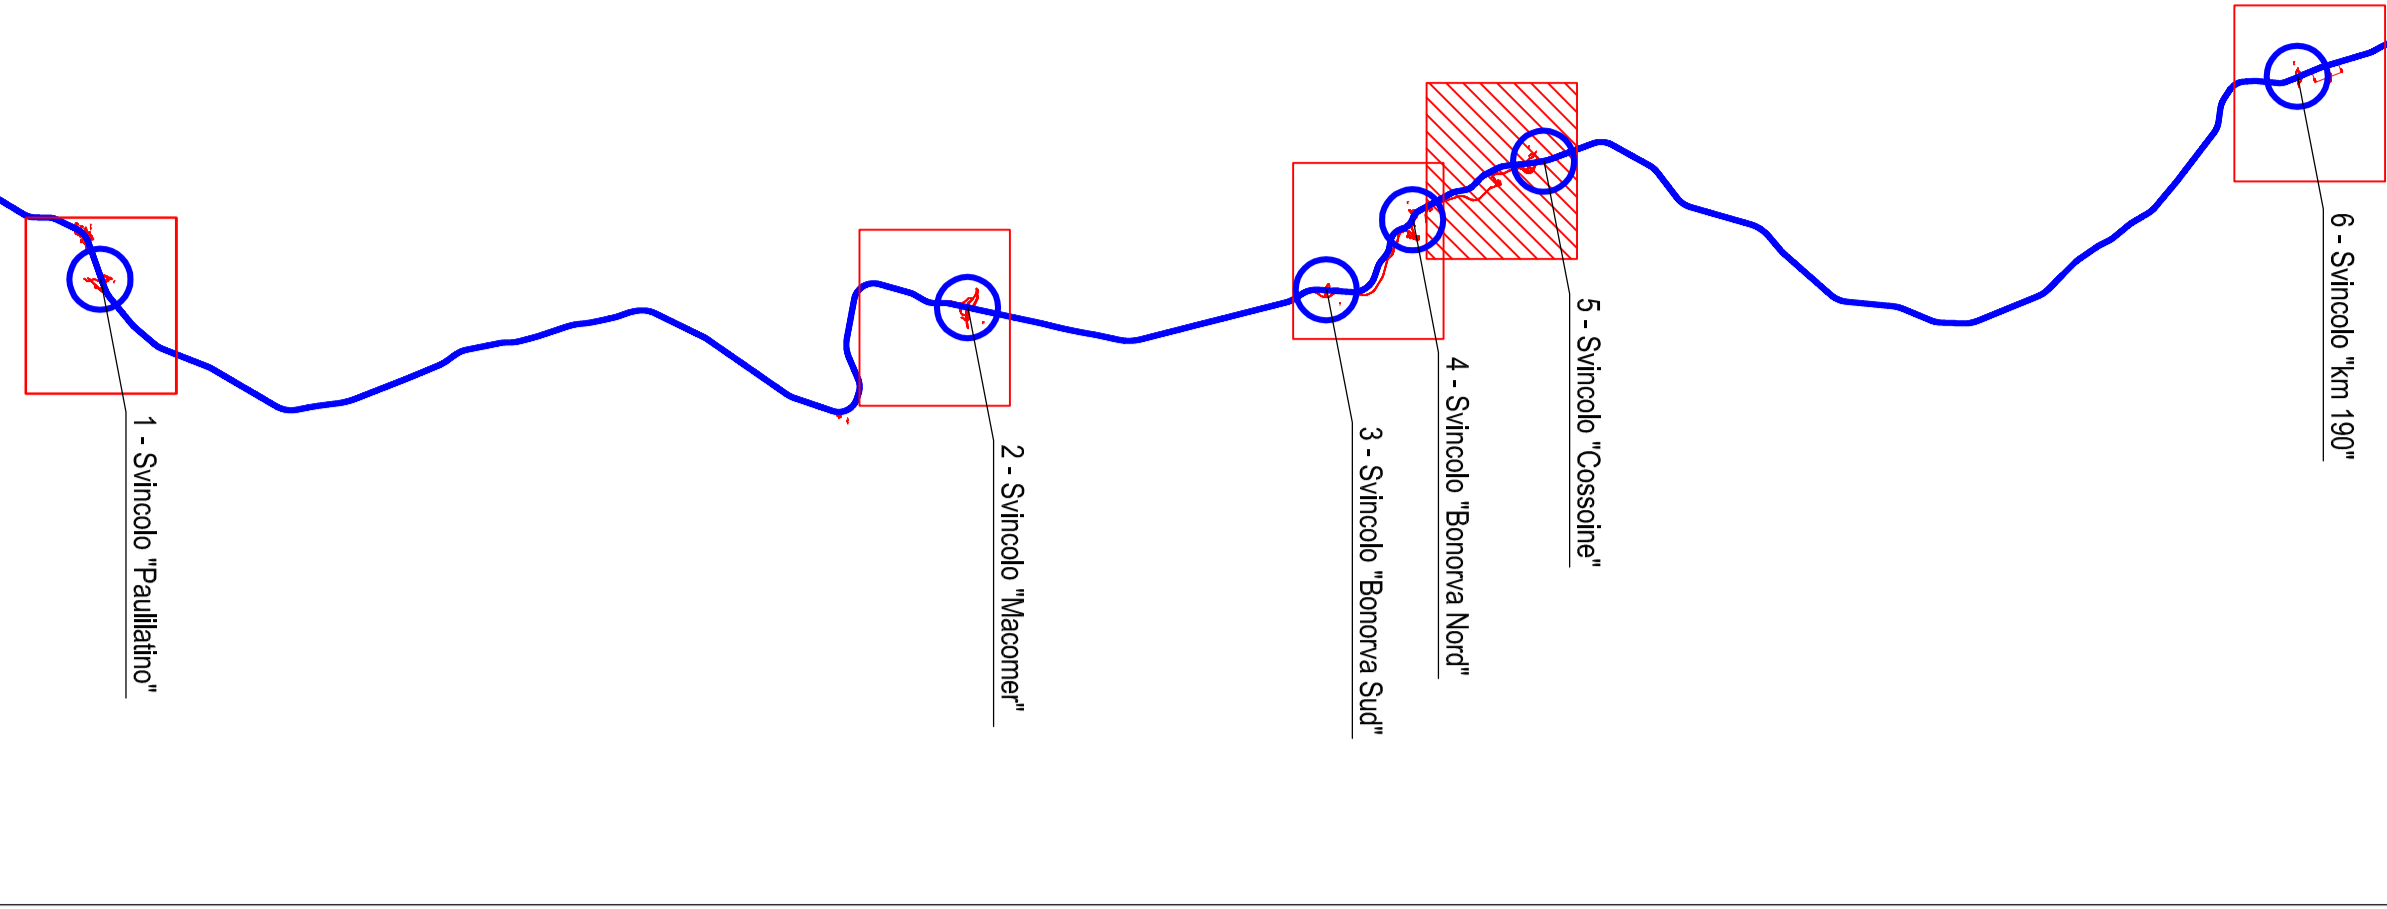 1 - Svincolo "Paulilatino"
2 - Svincolo "Macomer"
3 - Svincolo "Bonorva Sud"
4 - Svincolo "Bonorva Nord"
5 - Svincolo "Cossoine"
6 - Svincolo "km 190"